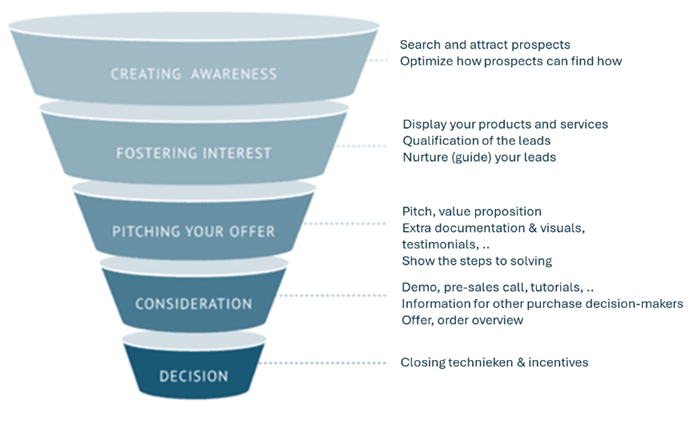 Search and attract prospects
Optimize how prospects can find how
CREATING AWARENESS
Display your products and services
Qualification of the leads
Nurture (guide) your leads
FOSTERING INTEREST
Pitch, value proposition
Extra documentation & visuals,
testimonials, ..
Show the steps to solving
PITCHING YOUR OFFER
Demo, pre-sales call, tutorials, ..
Information for other purchase decision-makers
Offer, order overview
CONSIDERATION
Closing technieken & incentives
DECISION